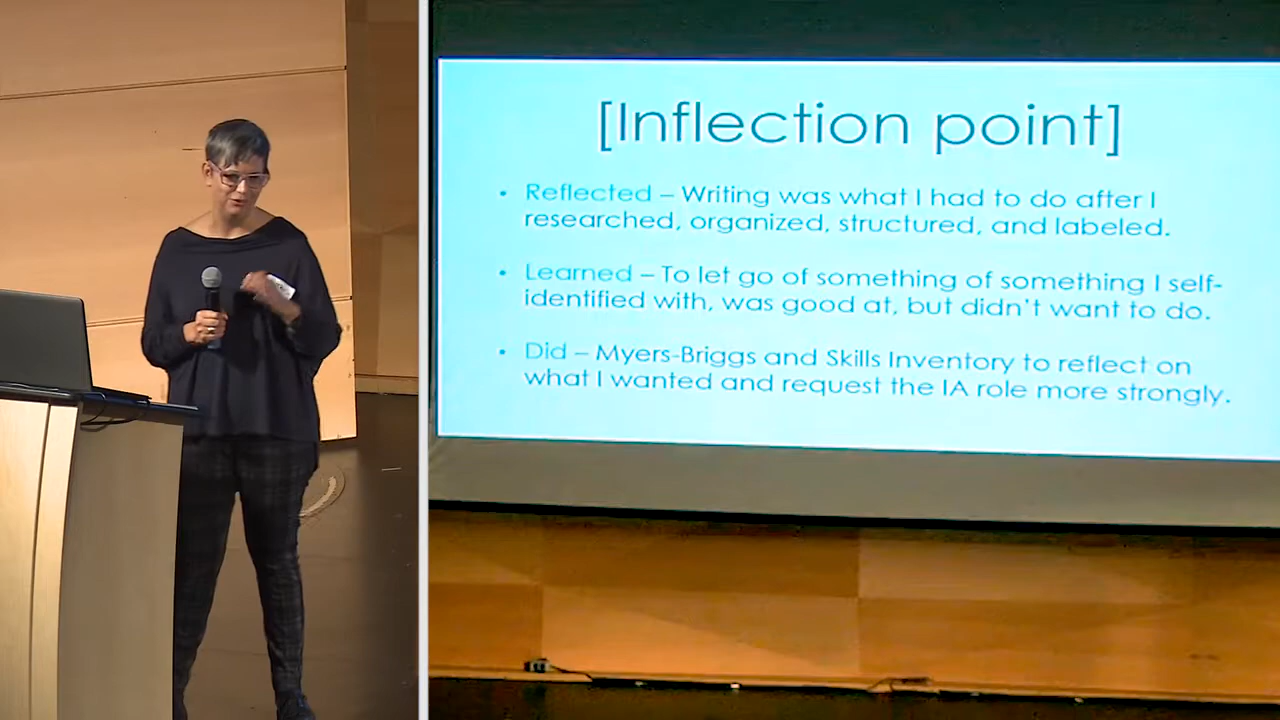 [Inflection point]
• Reflected – Writing was what I had to do after I
researched, organized, structured, and labeled.
• Learned – To let go of something of something I self-
identified with, was good at, but didn't want to do.
• Did – Myers-Briggs and Skills Inventory to reflect on
what I wanted and request the IA role more strongly.